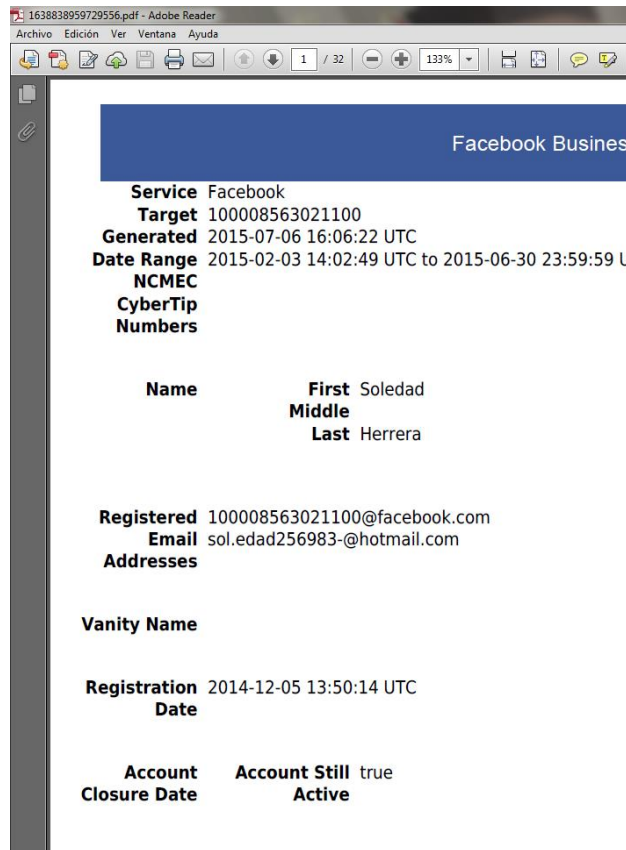 1638838959729556.pdf - Adobe Reader
Archivo Edición Ver Ventana Ayuda
1 / 32 133%
Facebook Busines
Service Facebook
Target 100008563021100
Generated 2015-07-06 16:06:22 UTC
Date Range 2015-02-03 14:02:49 UTC to 2015-06-30 23:59:59 U
NCMEC
CyberTip
Numbers
Name First Soledad
Middle
Last Herrera
Registered 100008563021100@facebook.com
Email sol.edad256983-@hotmail.com
Addresses
Vanity Name
Registration 2014-12-05 13:50:14 UTC
Date
Account Account Still true
Closure Date Active